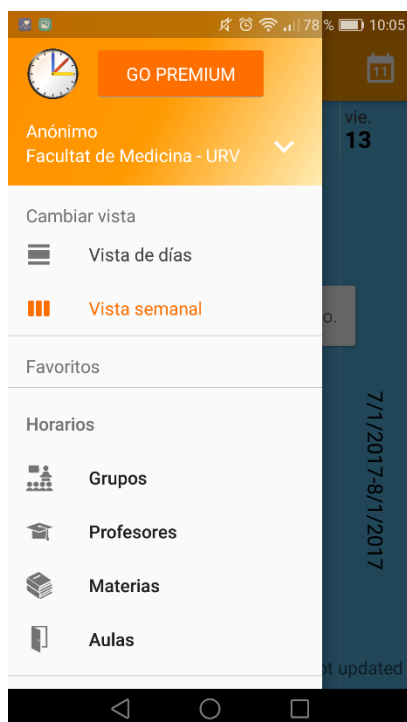 78 % 10:05
GO PREMIUM
11
Anónimo
Facultat de Medicina - URV
vie.
13
Cambiar vista
Vista de días
Vista semanal
o.
Favoritos
Horarios
7/1/2017-8/1/2017
Grupos
Profesores
Materias
Aulas
ot updated